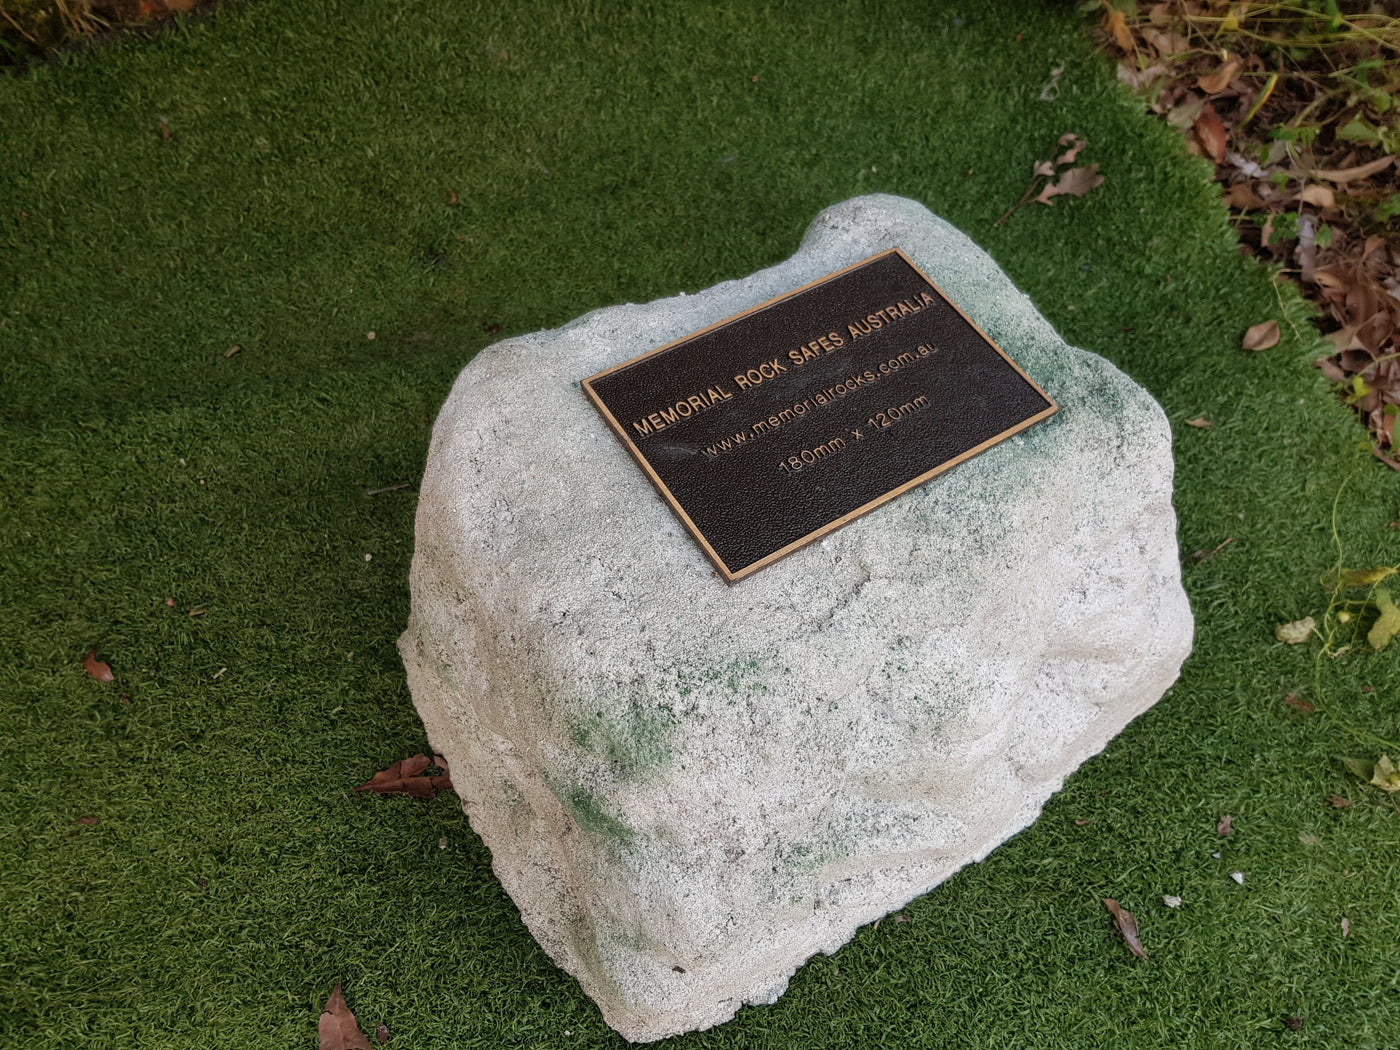 MEMORIAL ROCK SAFES AUSTRALIA
www.memorialrocks.com.au
180mm x 120mm